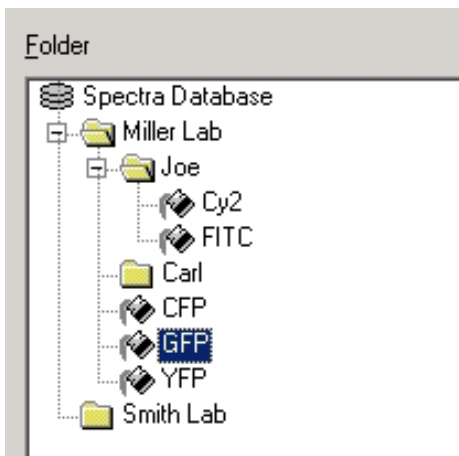 Folder
Spectra Database
Miller Lab
Joe
Cy2
FITC
Carl
CFP
GFP
YFP
Smith Lab